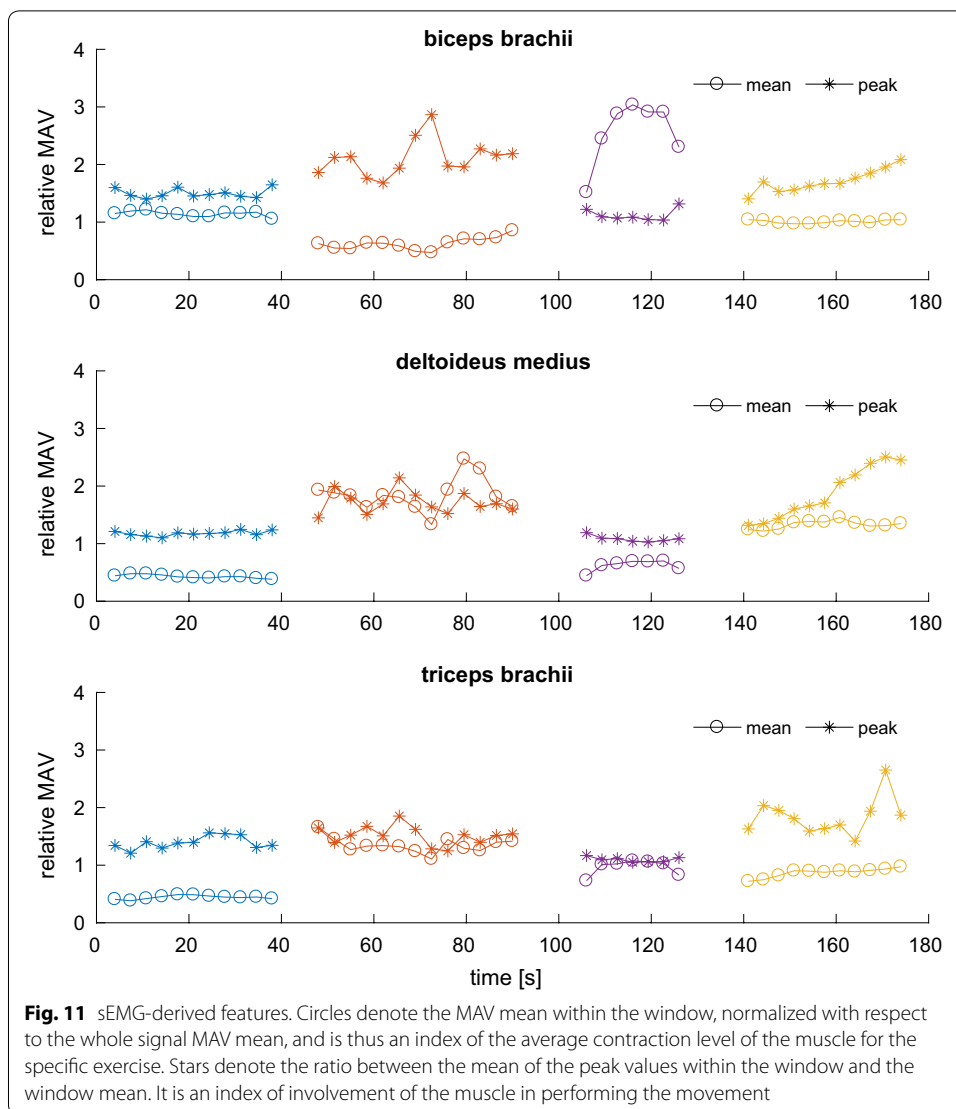 biceps brachii
relative MAV
4
3
2
1
0
mean peak
0 20 40 60 80 100 120 140 160 180
deltoideus medius
relative MAV
4
3
2
1
0
mean peak
0 20 40 60 80 100 120 140 160 180
triceps brachii
relative MAV
4
3
2
1
0
mean peak
0 20 40 60 80 100 120 140 160 180
time [s]
Fig. 11 sEMG-derived features. Circles denote the MAV mean within the window, normalized with respect
to the whole signal MAV mean, and is thus an index of the average contraction level of the muscle for the
specific exercise. Stars denote the ratio between the mean of the peak values within the window and the
window mean. It is an index of involvement of the muscle in performing the movement